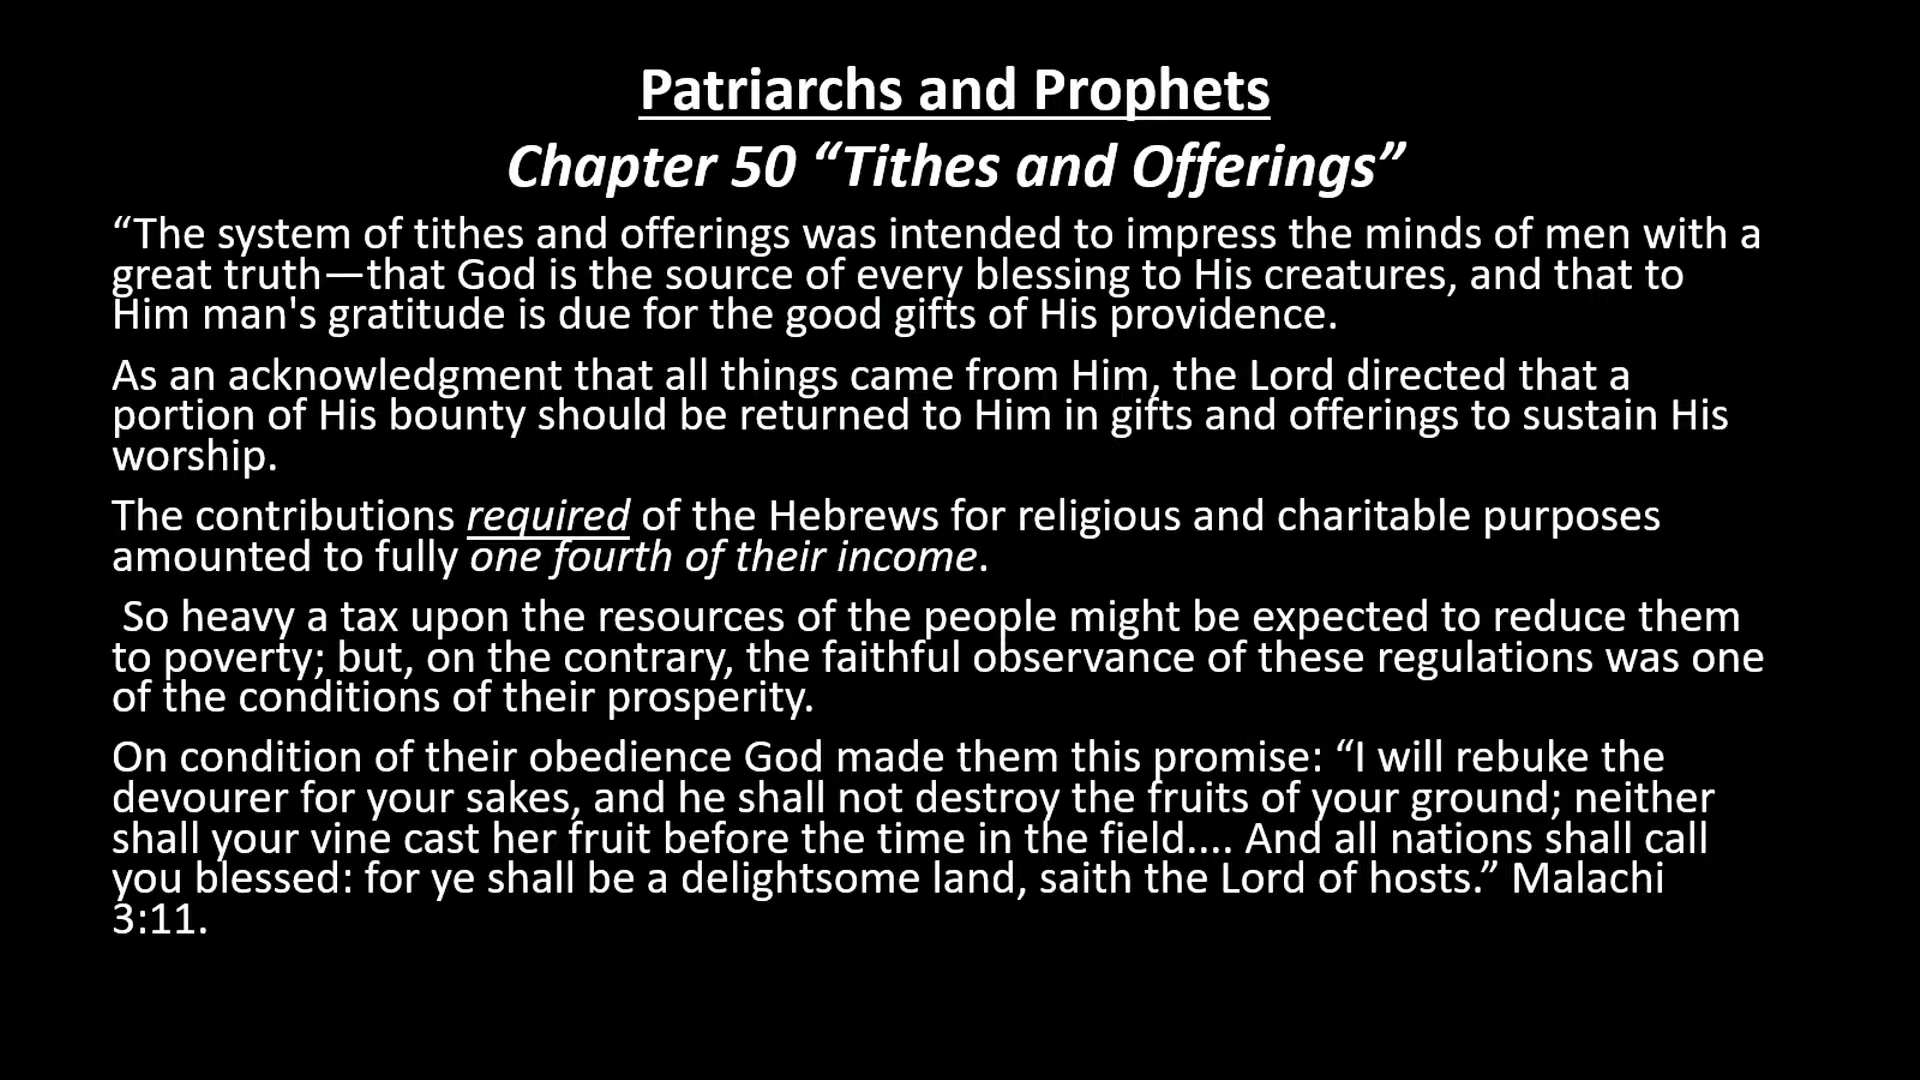 Patriarchs and Prophets
Chapter 50 “Tithes and Offerings”
“The system of tithes and offerings was intended to impress the minds of men with a
great truth—that God is the source of every blessing to His creatures, and that to
Him man's gratitude is due for the good gifts of His providence.
As an acknowledgment that all things came from Him, the Lord directed that a
portion of His bounty should be returned to Him in gifts and offerings to sustain His
worship.
The contributions required of the Hebrews for religious and charitable purposes
amounted to fully one fourth of their income.
So heavy a tax upon the resources of the people might be expected to reduce them
to poverty; but, on the contrary, the faithful observance of these regulations was one
of the conditions of their prosperity.
On condition of their obedience God made them this promise: “I will rebuke the
devourer for your sakes, and he shall not destroy the fruits of your ground; neither
shall your vine cast her fruit before the time in the field.... And all nations shall call
you blessed: for ye shall be a delightsome land, saith the Lord of hosts.” Malachi
3:11.